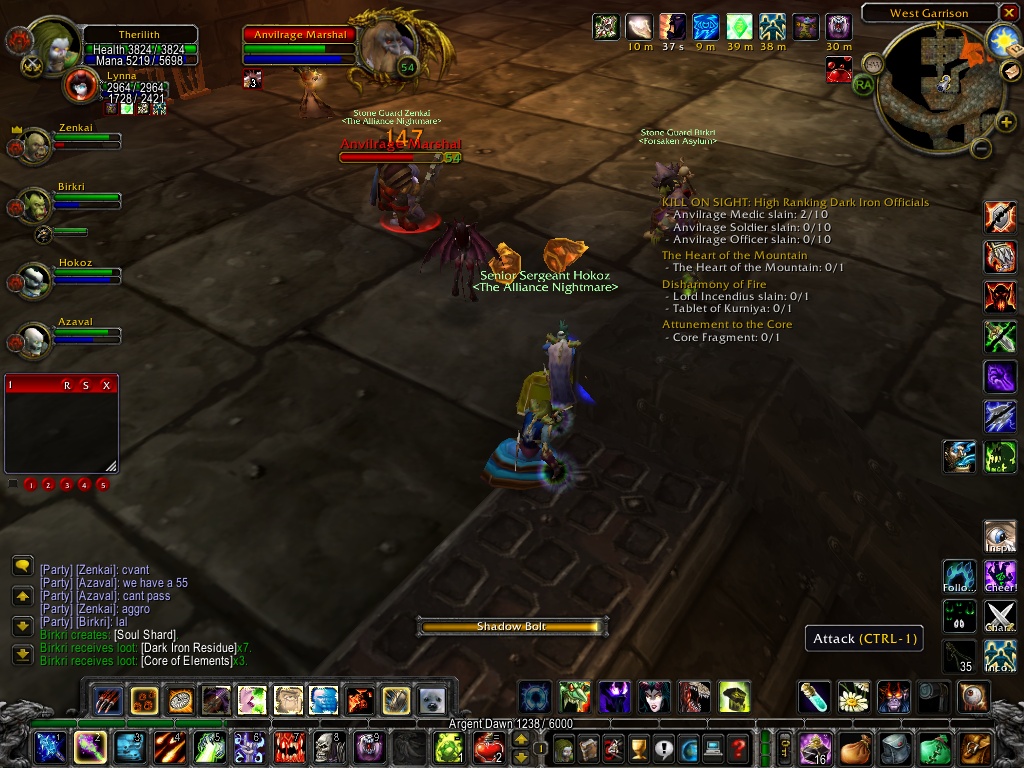 Therilith
Health 3824 / 3824
Mana 5219 / 5698
Lynna
2964 / 2964
1728 / 2421
Anvilrage Marshal
54
3
10 m
37 s
9 m
39 m
38 m
30 m
West Garrison
N
RA
Zenkai
Birkri
Hokoz
Azaval
Stone Guard Zenkai
<The Alliance Nightmare>
147
Anvilrage Marshal
54
Stone Guard Birkri
<Forsaken Asylum>
Senior Sergeant Hokoz
<The Alliance Nightmare>
KILL ON SIGHT: High Ranking Dark Iron Officials
- Anvilrage Medic slain: 2/10
- Anvilrage Soldier slain: 0/10
- Anvilrage Officer slain: 0/10
The Heart of the Mountain
- The Heart of the Mountain: 0/1
Disharmony of Fire
- Lord Incendius slain: 0/1
- Tablet of Kurniya: 0/1
Attunement to the Core
- Core Fragment: 0/1
I R S X
1 2 3 4 5
[Party] [Zenkai]: cvant
[Party] [Azaval]: we have a 55
[Party] [Azaval]: cant pass
[Party] [Zenkai]: aggro
[Party] [Birkri]: lal
Birkri creates: [Soul Shard]
Birkri receives loot: [Dark Iron Residue]x7.
Birkri receives loot: [Core of Elements]x3.
Shadow Bolt
Attack (CTRL-1)
Insp
Follo...
Cheer!
Char..
35
Inco...
Argent Dawn 1238 / 6000
16